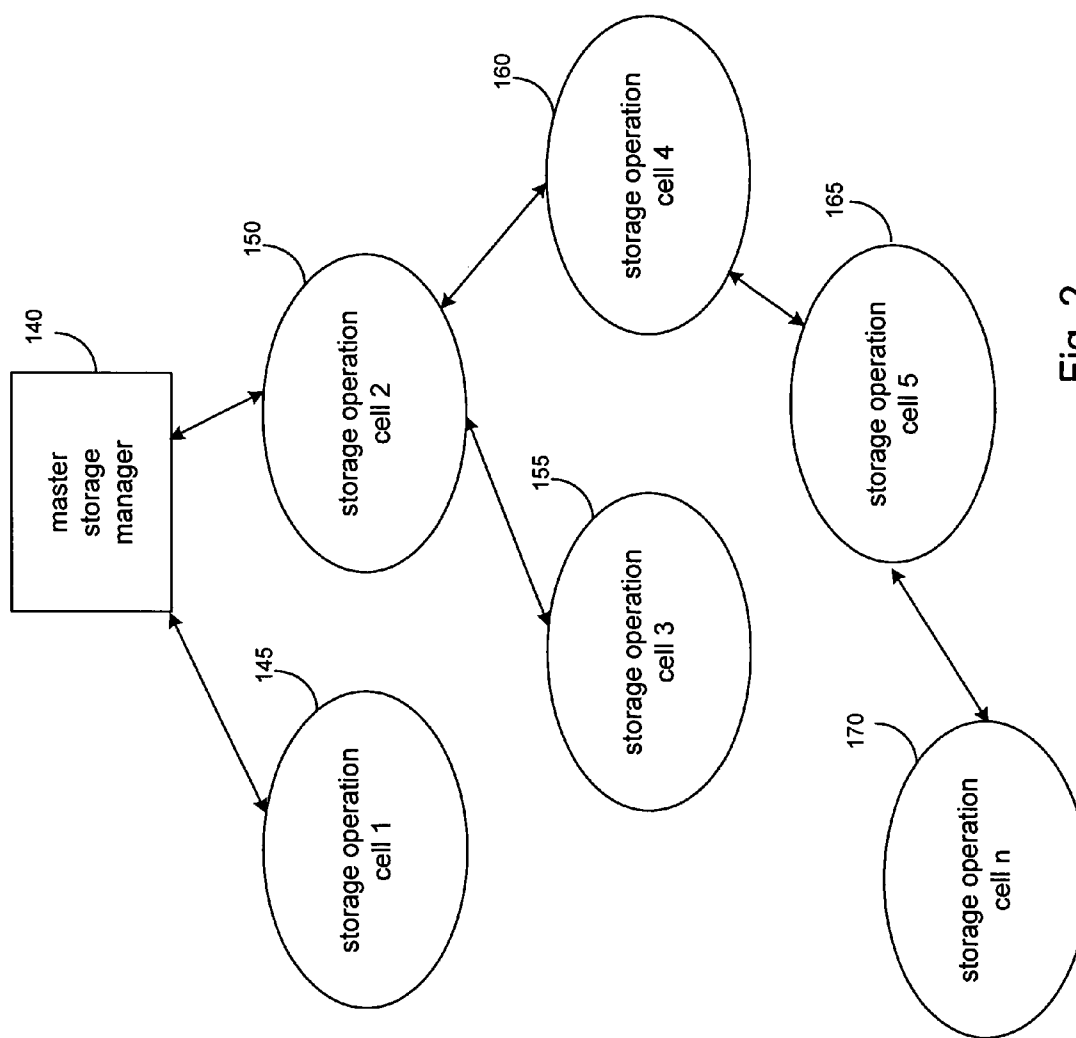 140
master
storage
manager
150
storage operation
cell 2
145
storage operation
cell 1
160
storage operation
cell 4
155
storage operation
cell 3
165
storage operation
cell 5
170
storage operation
cell n
Fig. 2